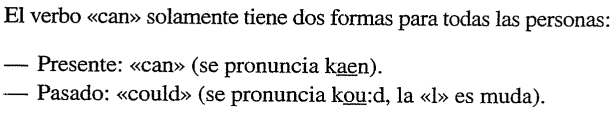 El verbo «can» solamente tiene dos formas para todas las personas:
— Presente: «can» (se pronuncia kaen).
— Pasado: «could» (se pronuncia kou:d, la «l» es muda).